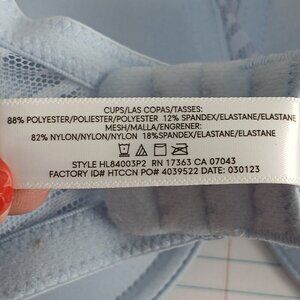 CUPS/LAS COPAS/TASSES:
88% POLYESTER/POLIESTER/POLYESTER 12% SPANDEX/ELASTANE/ELASTANE
MESH/MALLA/ENGRENER:
82% NYLON/NYLON/NYLON 18%SPANDEX/ELASTANE/ELASTANE
STYLE HL84003P2 RN 17363 CA 07043
FACTORY ID# HTCCN PO# 4039522 DATE: 030123